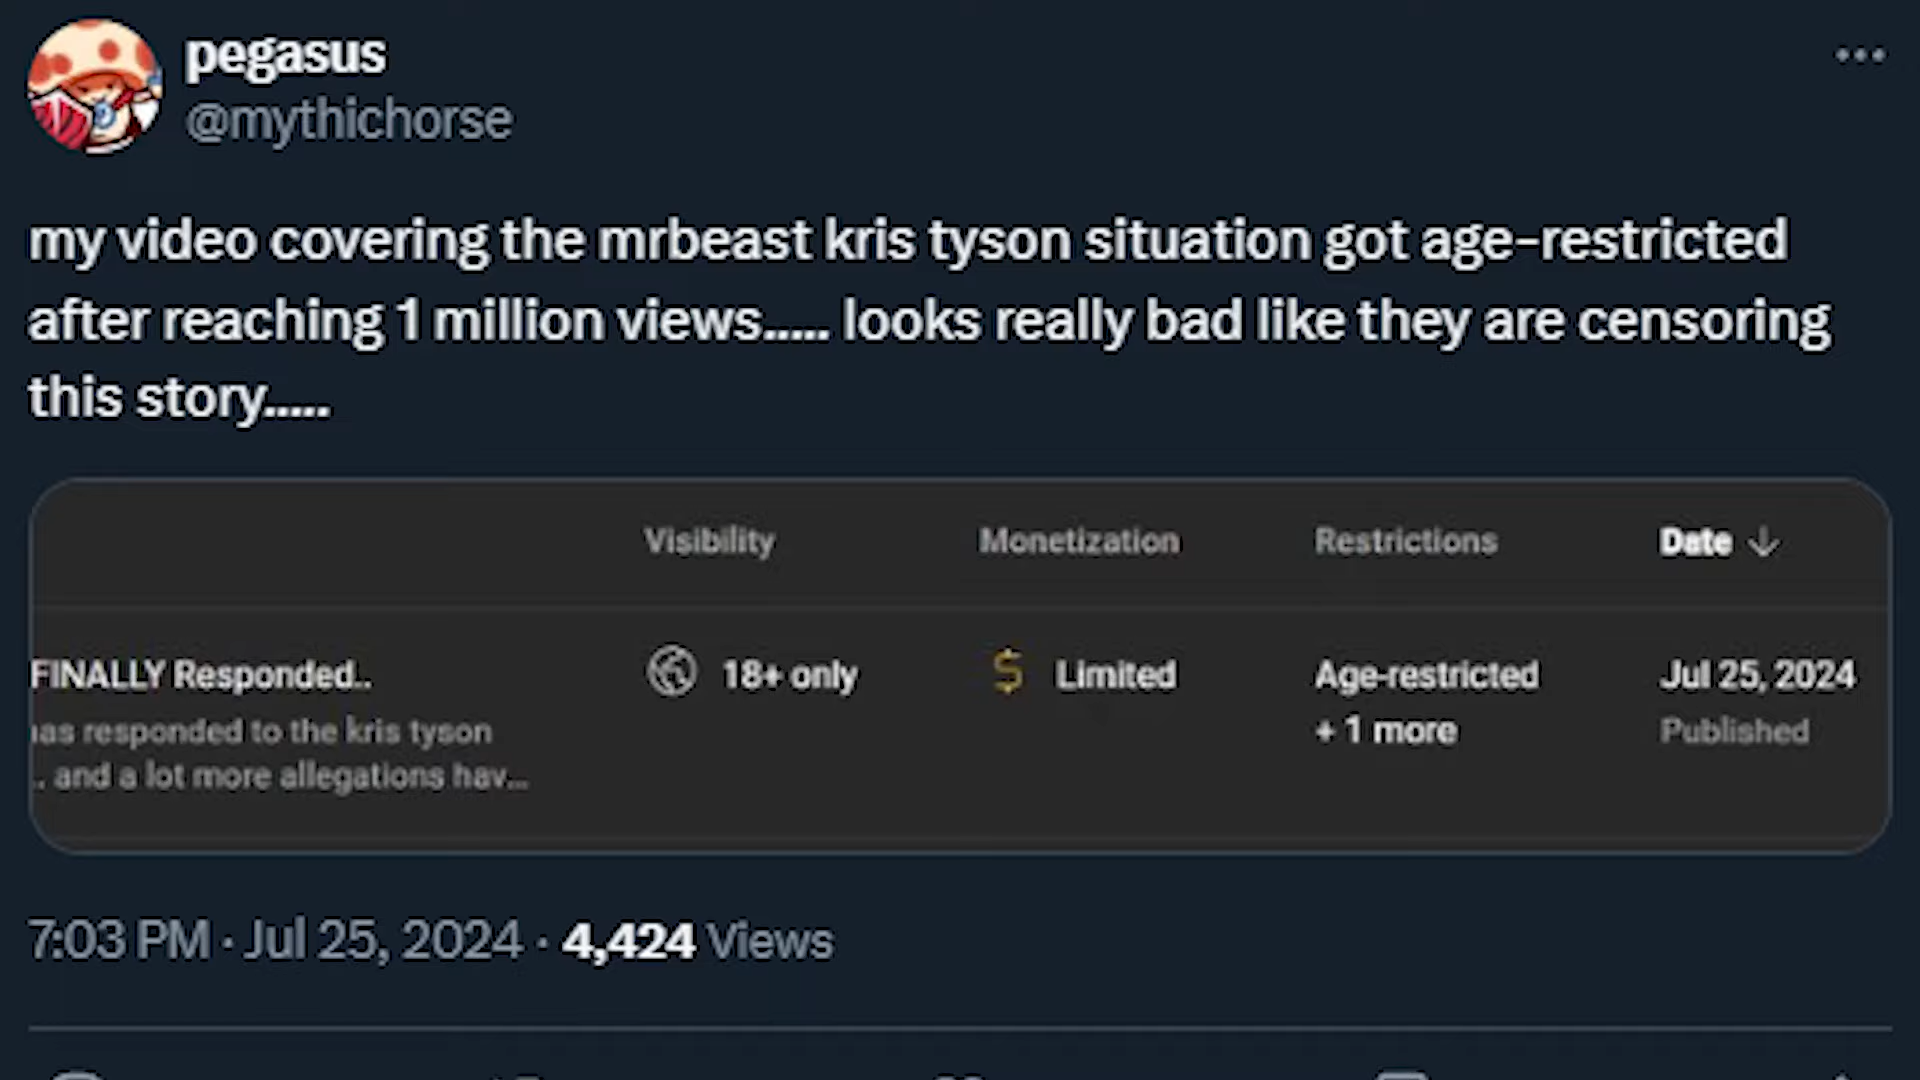 pegasus
@mythichorse
my video covering the mrbeast kris tyson situation got age-restricted
after reaching 1 million views..... looks really bad like they are censoring
this story.....
Visibility Monetization Restrictions Date
FINALLY Responded.. 18+ only $ Limited Age-restricted Jul 25, 2024
as responded to the kris tyson + 1 more Published
. and a lot more allegations hav...
7:03 PM · Jul 25, 2024 · 4,424 Views